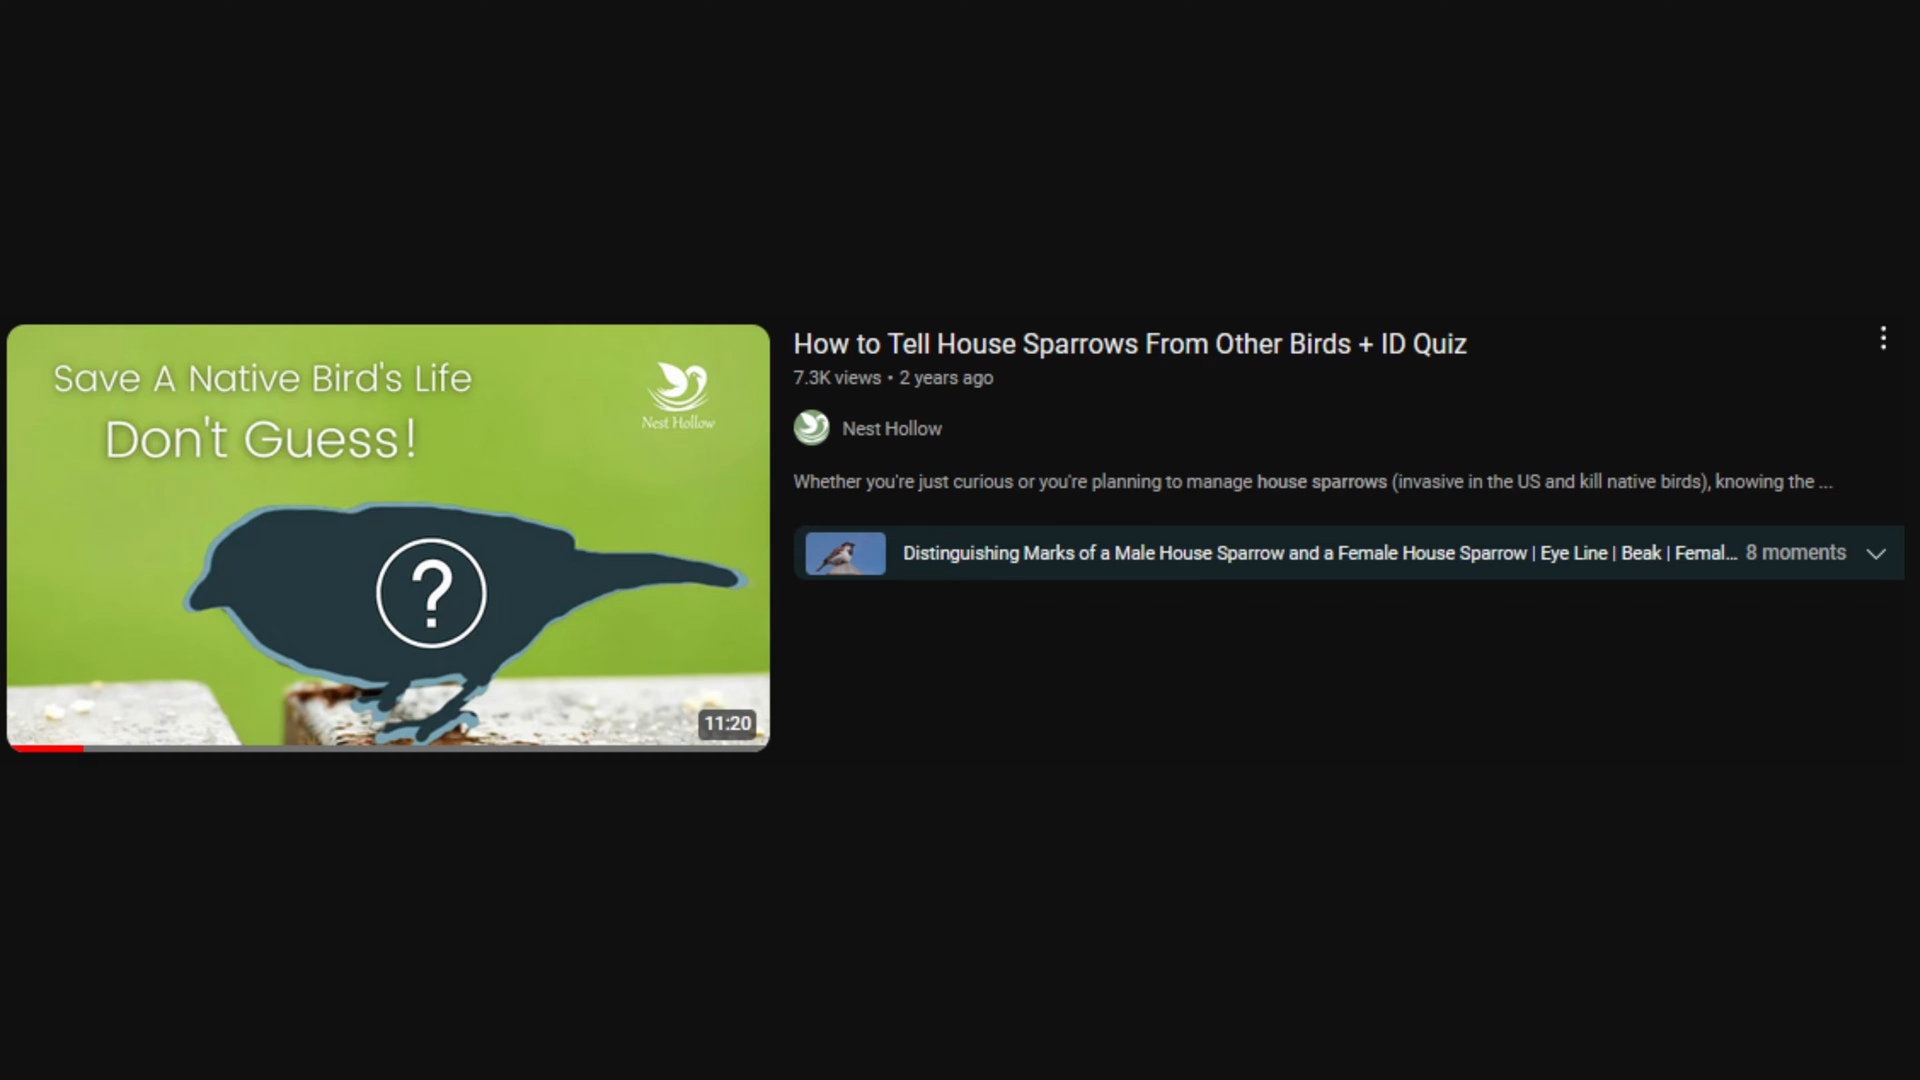 Save A Native Bird's Life
Don't Guess!
Nest Hollow
?
11:20
How to Tell House Sparrows From Other Birds + ID Quiz
7.3K views • 2 years ago
Nest Hollow
Whether you're just curious or you're planning to manage house sparrows (invasive in the US and kill native birds), knowing the ...
Distinguishing Marks of a Male House Sparrow and a Female House Sparrow | Eye Line | Beak | Femal... 8 moments